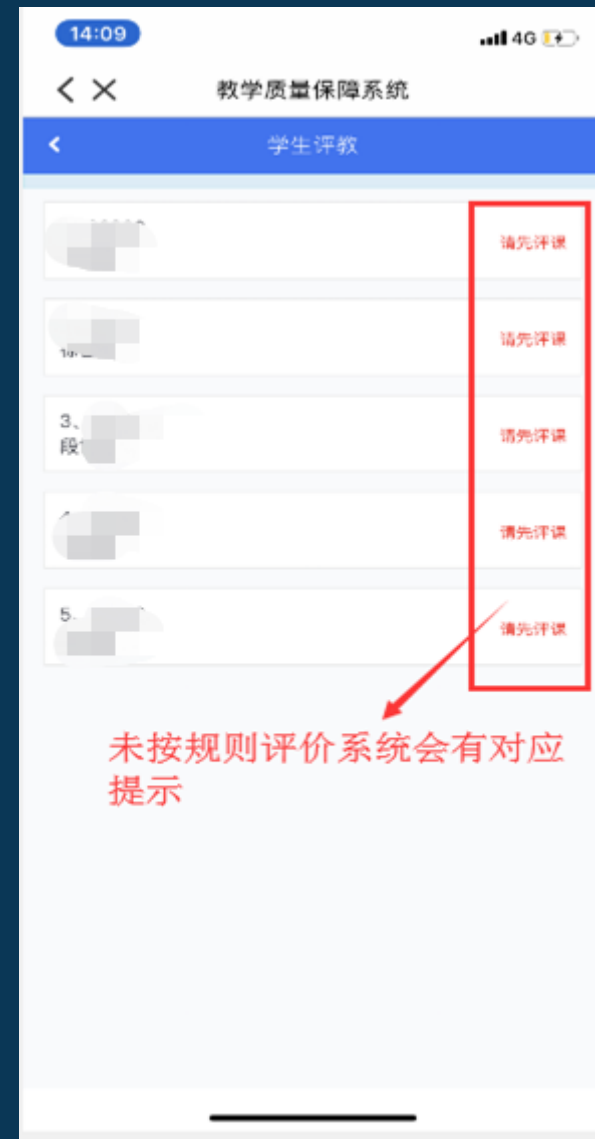 14:09
4G
教学质量保障系统
学生评教
请先评课
请先评课
3、
段
请先评课
请先评课
5、
请先评课
未按规则评价系统会有对应
提示